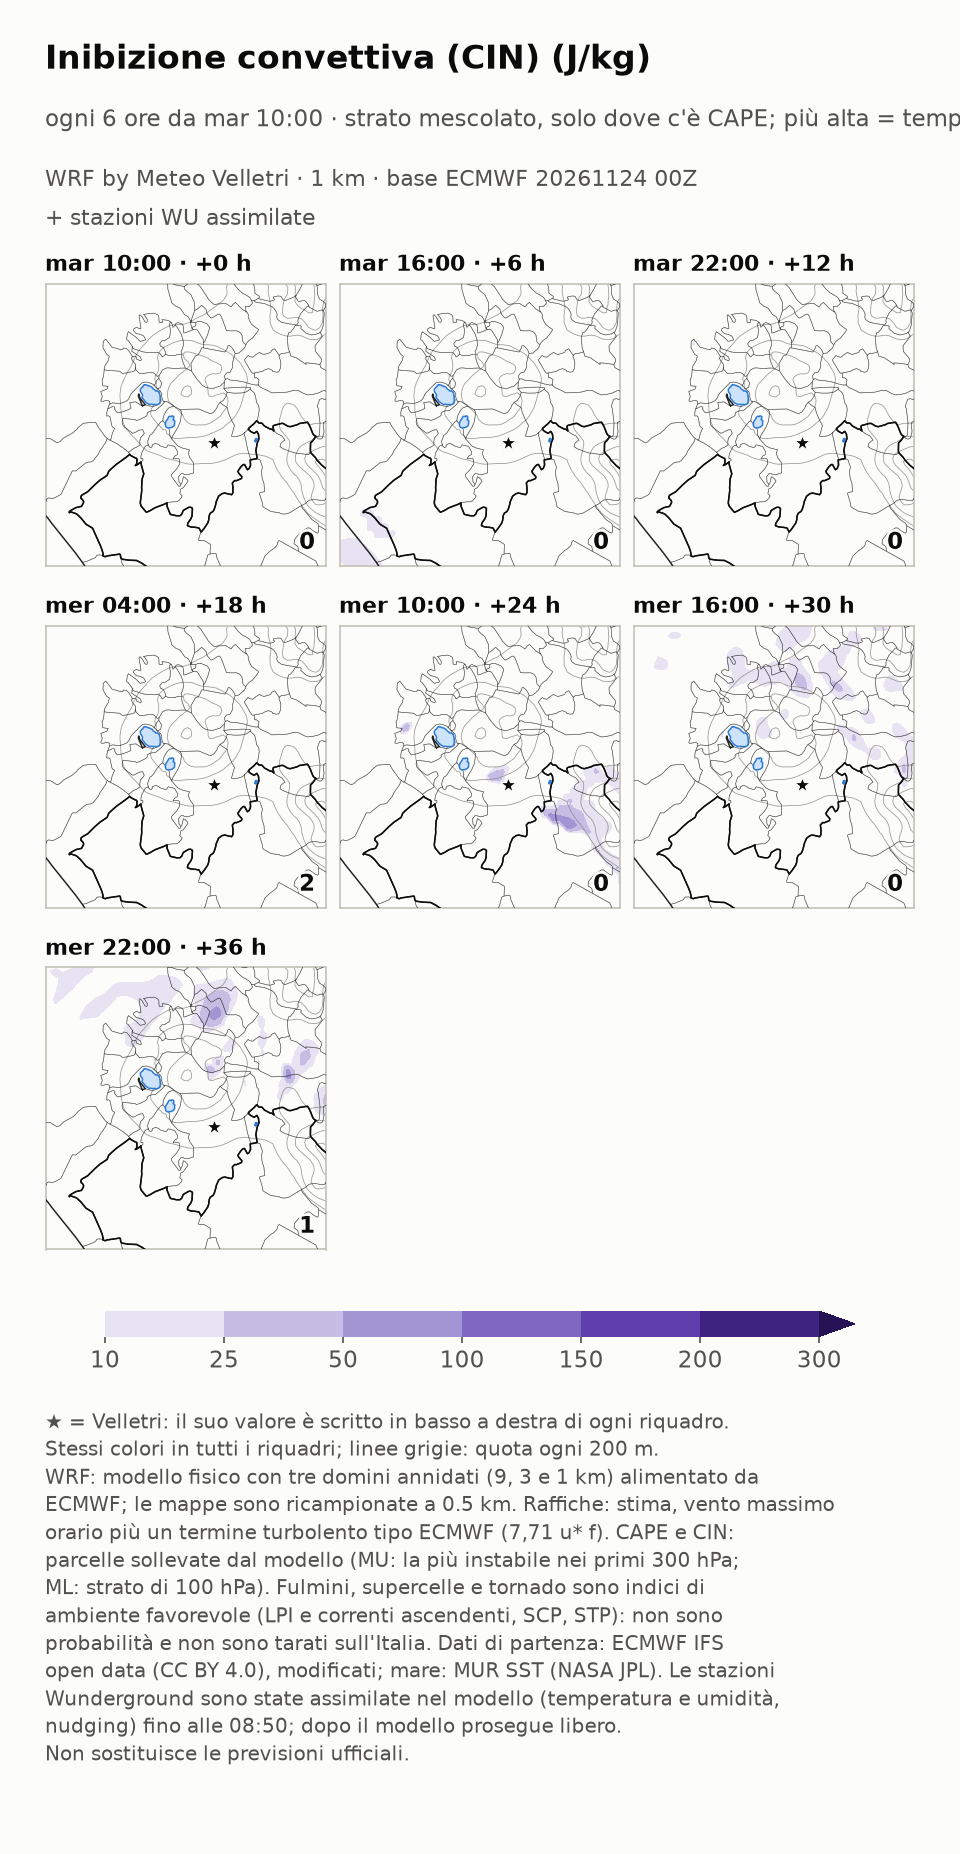 Inibizione convettiva (CIN) (J/kg)
ogni 6 ore da mar 10:00 · strato mescolato, solo dove c'è CAPE; più alta = temp
WRF by Meteo Velletri · 1 km · base ECMWF 20261124 00Z
+ stazioni WU assimilate
mar 10:00 · +0 h
mar 16:00 · +6 h
mar 22:00 · +12 h
0
0
0
mer 04:00 · +18 h
mer 10:00 · +24 h
mer 16:00 · +30 h
2
0
0
mer 22:00 · +36 h
1
10 25 50 100 150 200 300
★ = Velletri: il suo valore è scritto in basso a destra di ogni riquadro.
Stessi colori in tutti i riquadri; linee grigie: quota ogni 200 m.
WRF: modello fisico con tre domini annidati (9, 3 e 1 km) alimentato da
ECMWF; le mappe sono ricampionate a 0.5 km. Raffiche: stima, vento massimo
orario più un termine turbolento tipo ECMWF (7,71 u* f). CAPE e CIN:
parcelle sollevate dal modello (MU: la più instabile nei primi 300 hPa;
ML: strato di 100 hPa). Fulmini, supercelle e tornado sono indici di
ambiente favorevole (LPI e correnti ascendenti, SCP, STP): non sono
probabilità e non sono tarati sull'Italia. Dati di partenza: ECMWF IFS
open data (CC BY 4.0), modificati; mare: MUR SST (NASA JPL). Le stazioni
Wunderground sono state assimilate nel modello (temperatura e umidità,
nudging) fino alle 08:50; dopo il modello prosegue libero.
Non sostituisce le previsioni ufficiali.